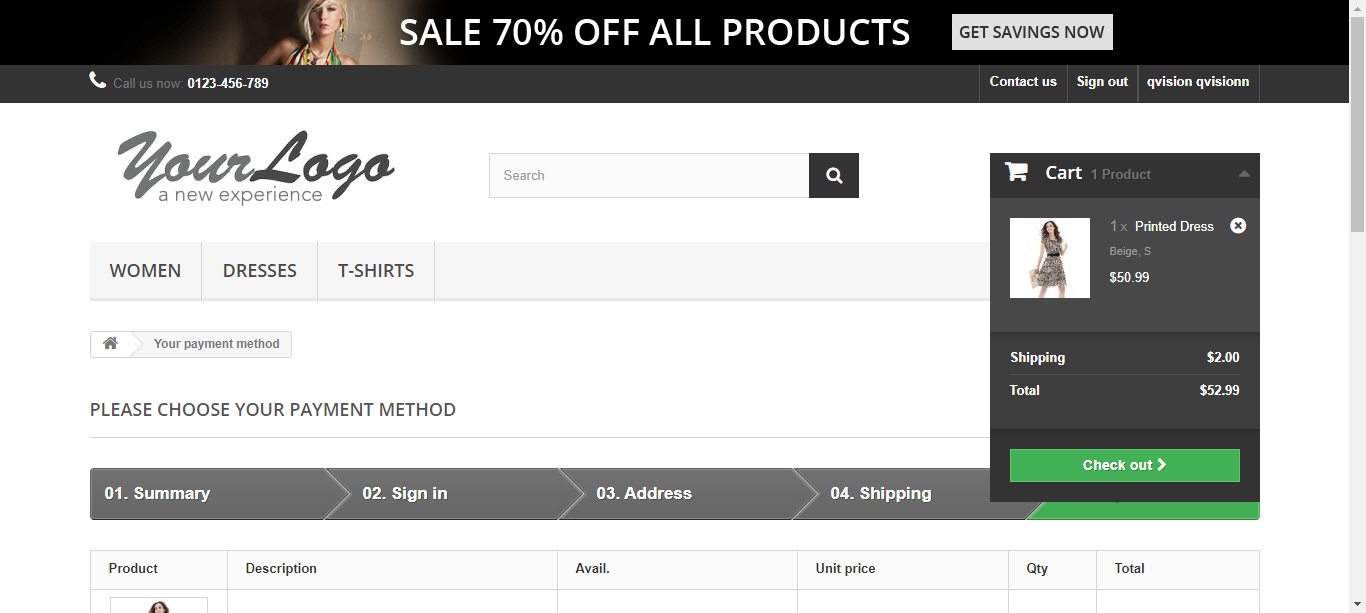 SALE 70% OFF ALL PRODUCTS
GET SAVINGS NOW
Call us now: 0123-456-789
Contact us
Sign out
qvision qvisionn
YourLogo
a new experience
Search
Cart 1 Product
1 x Printed Dress
Beige, S
$50.99
Shipping $2.00
Total $52.99
Check out
WOMEN
DRESSES
T-SHIRTS
Your payment method
PLEASE CHOOSE YOUR PAYMENT METHOD
01. Summary
02. Sign in
03. Address
04. Shipping
Product Description Avail. Unit price Qty Total